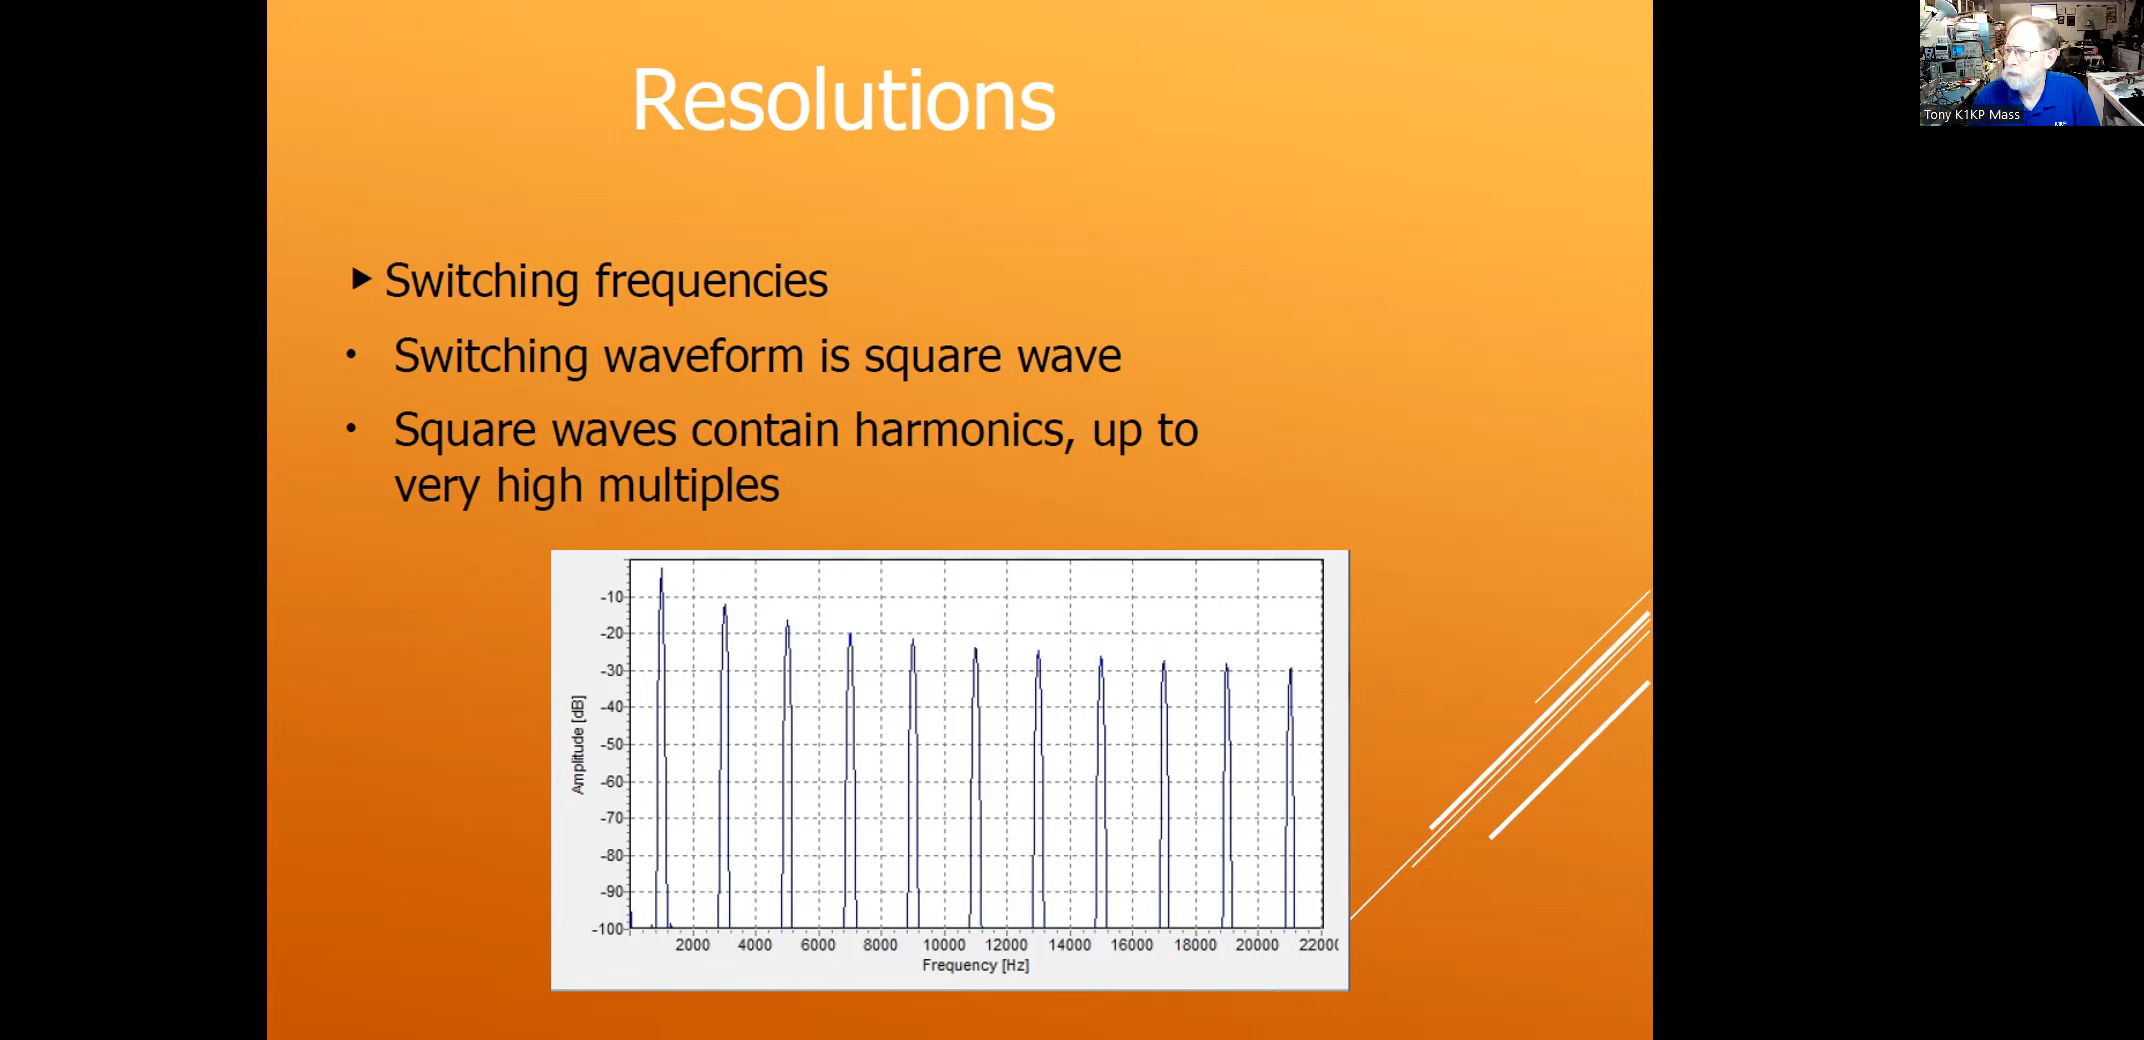 Resolutions
Tony K1KP Mass
▶ Switching frequencies
• Switching waveform is square wave
• Square waves contain harmonics, up to
very high multiples
-10
-20
-30
-40
-50
-60
-70
-80
-90
-100
Amplitude [dB]
2000 4000 6000 8000 10000 12000 14000 16000 18000 20000 2200
Frequency [Hz]